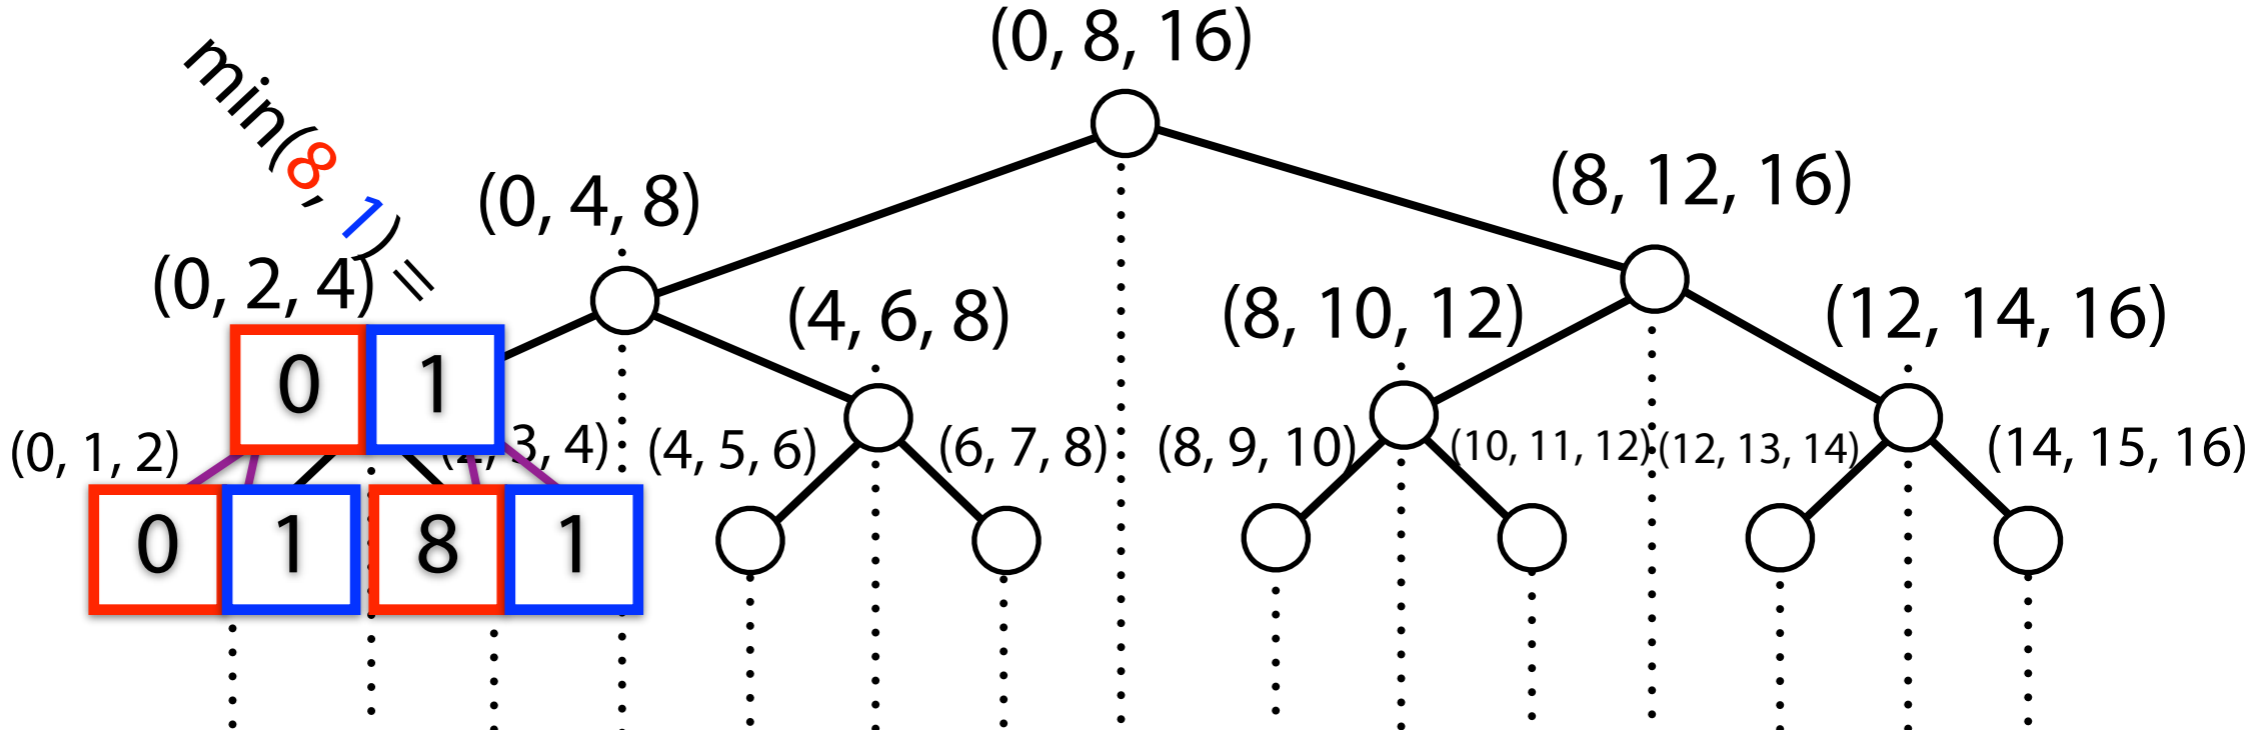 (0, 8, 16)
min(8, 1) =
(0, 4, 8)
(8, 12, 16)
(0, 2, 4)
(4, 6, 8)
(8, 10, 12)
(12, 14, 16)
0 1
(0, 1, 2)
(2, 3, 4)
(4, 5, 6)
(6, 7, 8)
(8, 9, 10)
(10, 11, 12)
(12, 13, 14)
(14, 15, 16)
0 1 8 1